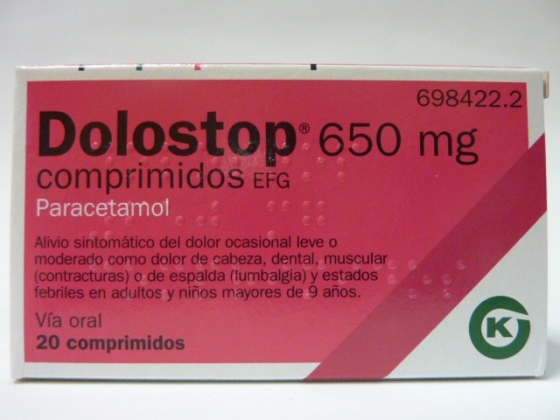 698422.2
Dolostop® 650 mg
comprimidos EFG
Paracetamol
Alivio sintomático del dolor ocasional leve o
moderado como dolor de cabeza, dental, muscular
(contracturas) o de espalda (lumbalgia) y estados
febriles en adultos y niños mayores de 9 años.
Vía oral
20 comprimidos
K